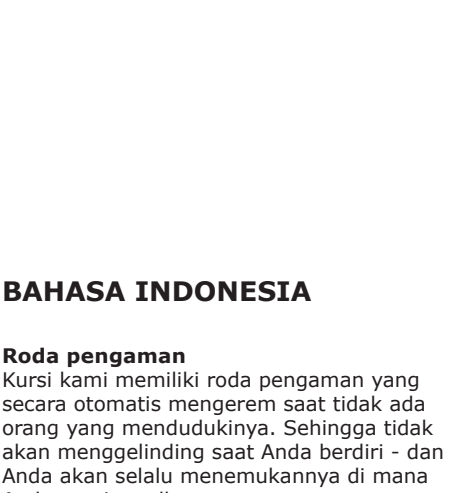 BAHASA INDONESIA
Roda pengaman
Kursi kami memiliki roda pengaman yang
secara otomatis mengerem saat tidak ada
orang yang mendudukinya. Sehingga tidak
akan menggelinding saat Anda berdiri - dan
Anda akan selalu menemukannya di mana